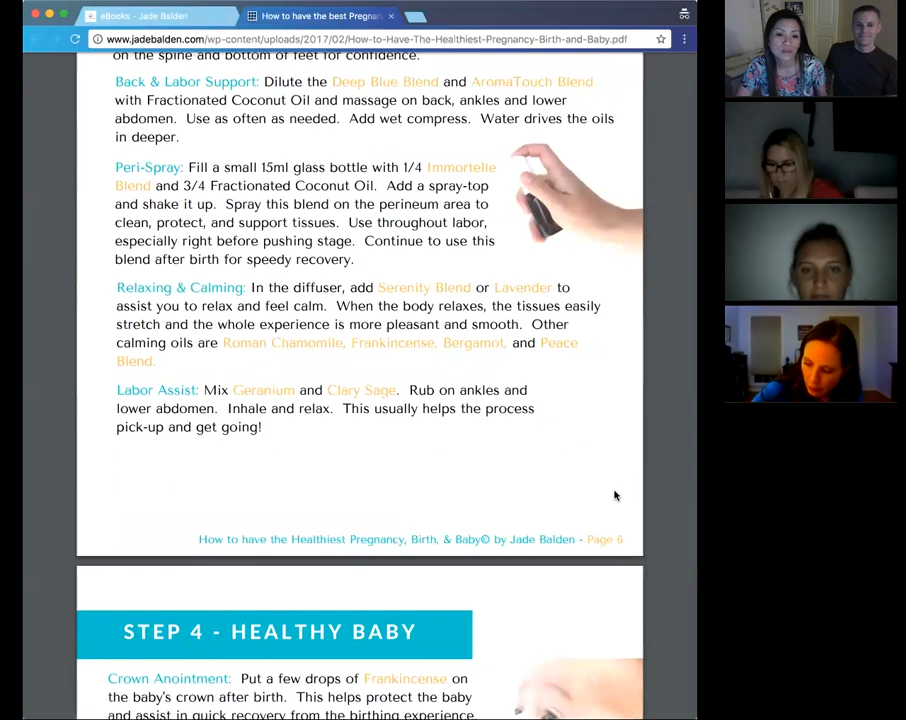 eBooks - Jade Balden
How to have the best Pregnan
www.jadebalden.com/wp-content/uploads/2017/02/How-to-Have-The-Healthiest-Pregnancy-Birth-and-Baby.pdf
on the spine and bottom of feet for confidence.
Back & Labor Support: Dilute the Deep Blue Blend and AromaTouch Blend
with Fractionated Coconut Oil and massage on back, ankles and lower
abdomen. Use as often as needed. Add wet compress. Water drives the oils
in deeper.
Peri-Spray: Fill a small 15ml glass bottle with 1/4 Immortelle
Blend and 3/4 Fractionated Coconut Oil. Add a spray-top
and shake it up. Spray this blend on the perineum area to
clean, protect, and support tissues. Use throughout labor,
especially right before pushing stage. Continue to use this
blend after birth for speedy recovery.
Relaxing & Calming: In the diffuser, add Serenity Blend or Lavender to
assist you to relax and feel calm. When the body relaxes, the tissues easily
stretch and the whole experience is more pleasant and smooth. Other
calming oils are Roman Chamomile, Frankincense, Bergamot, and Peace
Blend.
Labor Assist: Mix Geranium and Clary Sage. Rub on ankles and
lower abdomen. Inhale and relax. This usually helps the process
pick-up and get going!
How to have the Healthiest Pregnancy, Birth, & Baby© by Jade Balden - Page 6
STEP 4 - HEALTHY BABY
Crown Anointment: Put a few drops of Frankincense on
the baby's crown after birth. This helps protect the baby
and assist in quick recovery from the birthing experience.